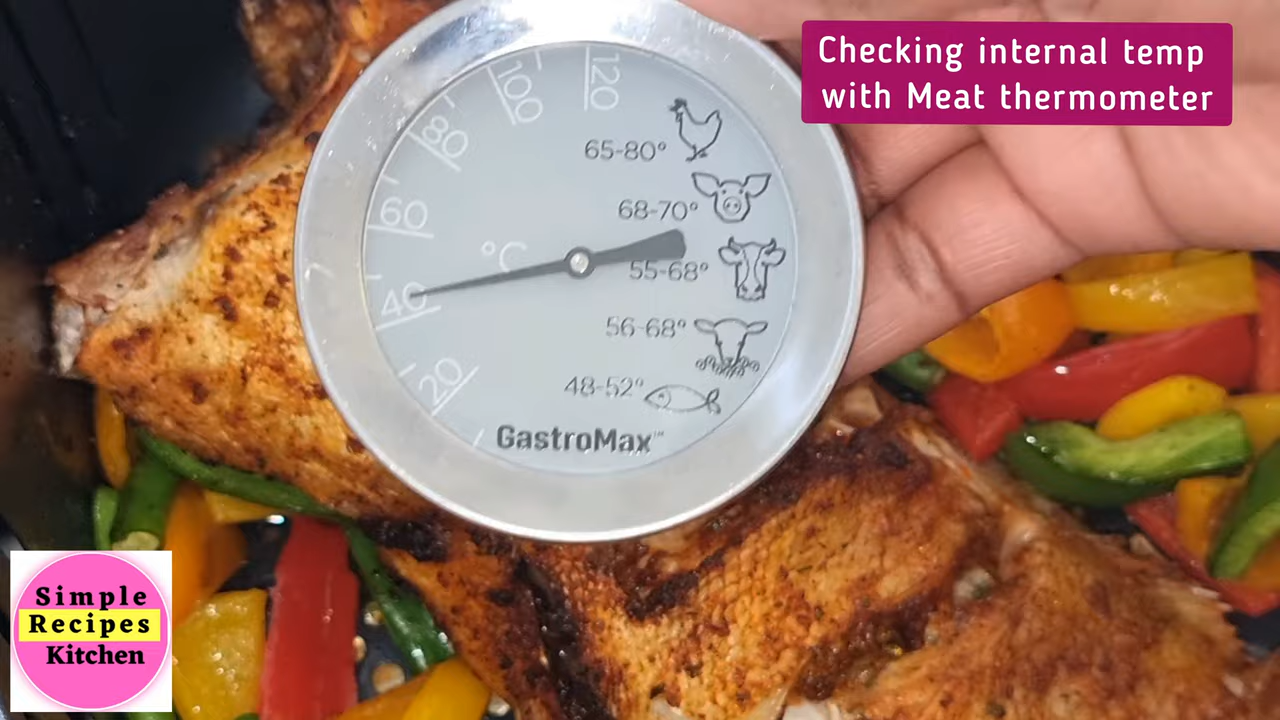 Checking internal temp
with Meat thermometer
120
100
80
60
40
20
°C
65-80°
68-70°
55-68°
56-68°
48-52°
GastroMax™
Simple
Recipes
Kitchen